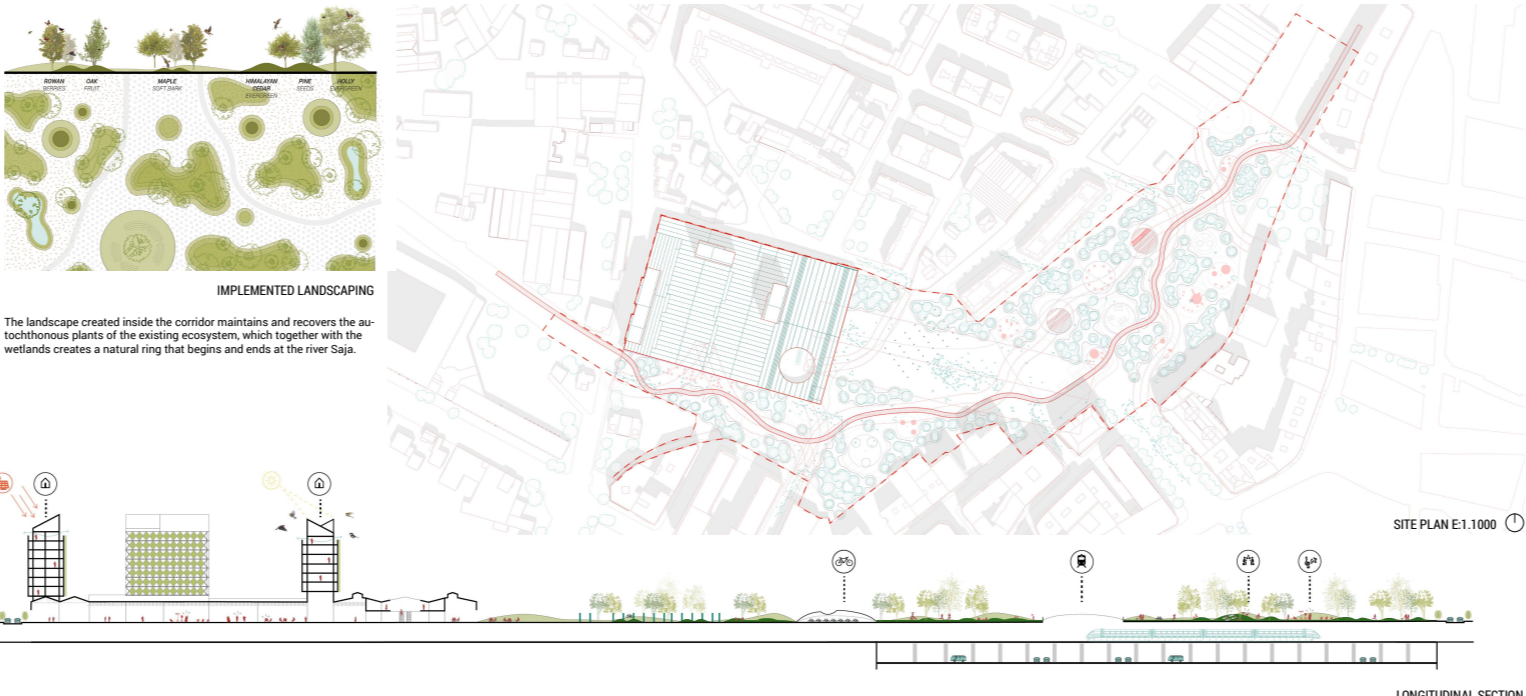 ROWAN
BERRIES
OAK
FRUIT
MAPLE
SOFT BARK
HIMALAYAN
CEDAR
EVERGREEN
PINE
SEEDS
HOLLY
EVERGREEN
IMPLEMENTED LANDSCAPING
The landscape created inside the corridor maintains and recovers the au-
tochthonous plants of the existing ecosystem, which together with the
wetlands creates a natural ring that begins and ends at the river Saja.
SITE PLAN E:1.1000
LONGITUDINAL SECTION